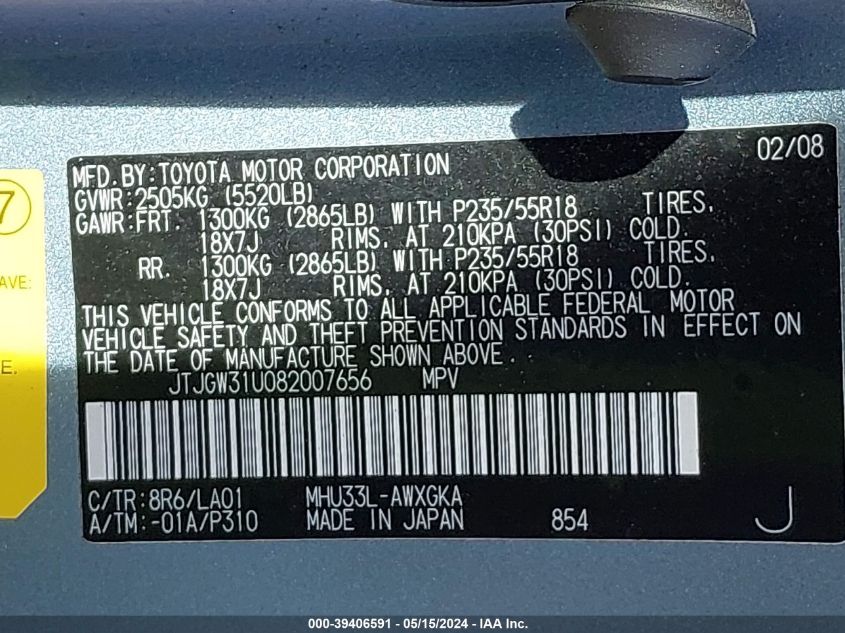 02/08
MFD.BY:TOYOTA MOTOR CORPORATION
GVWR:2505KG (5520LB)
GAWR:FRT. 1300KG (2865LB) WITH P235/55R18 TIRES,
18X7J RIMS, AT 210KPA (30PSI) COLD.
RR. 1300KG (2865LB) WITH P235/55R18 TIRES,
18X7J RIMS, AT 210KPA (30PSI) COLD.
THIS VEHICLE CONFORMS TO ALL APPLICABLE FEDERAL MOTOR
VEHICLE SAFETY AND THEFT PREVENTION STANDARDS IN EFFECT ON
THE DATE OF MANUFACTURE SHOWN ABOVE.
JTJGW31U082007656 MPV
C/TR:8R6/LA01 MHU33L-AWXGKA
A/TM:-01A/P310 MADE IN JAPAN 854 J
7
AVE:
000-39406591 - 05/15/2024 - IAA Inc.